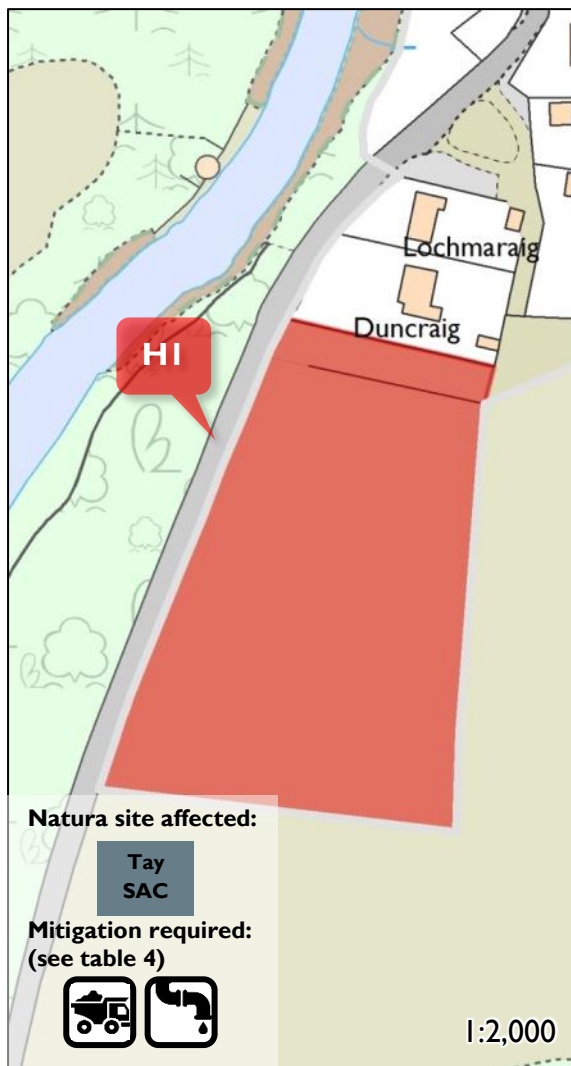 Lochmaraig
Duncraig
H1
Natura site affected:
Tay
SAC
Mitigation required:
(see table 4)
1:2,000